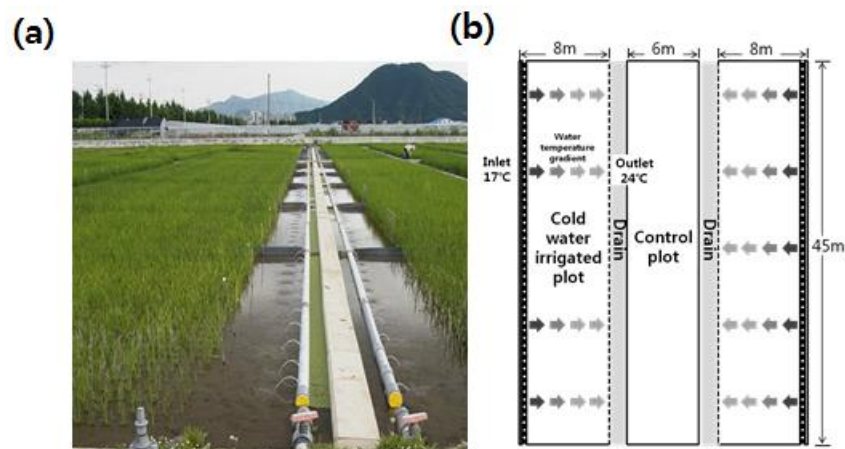 (a)
(b)
8m
6m
8m
Water
temperature
gradient
Inlet
17℃
Outlet
24℃
Cold
water
irrigated
plot
Drain
Control
plot
Drain
45m